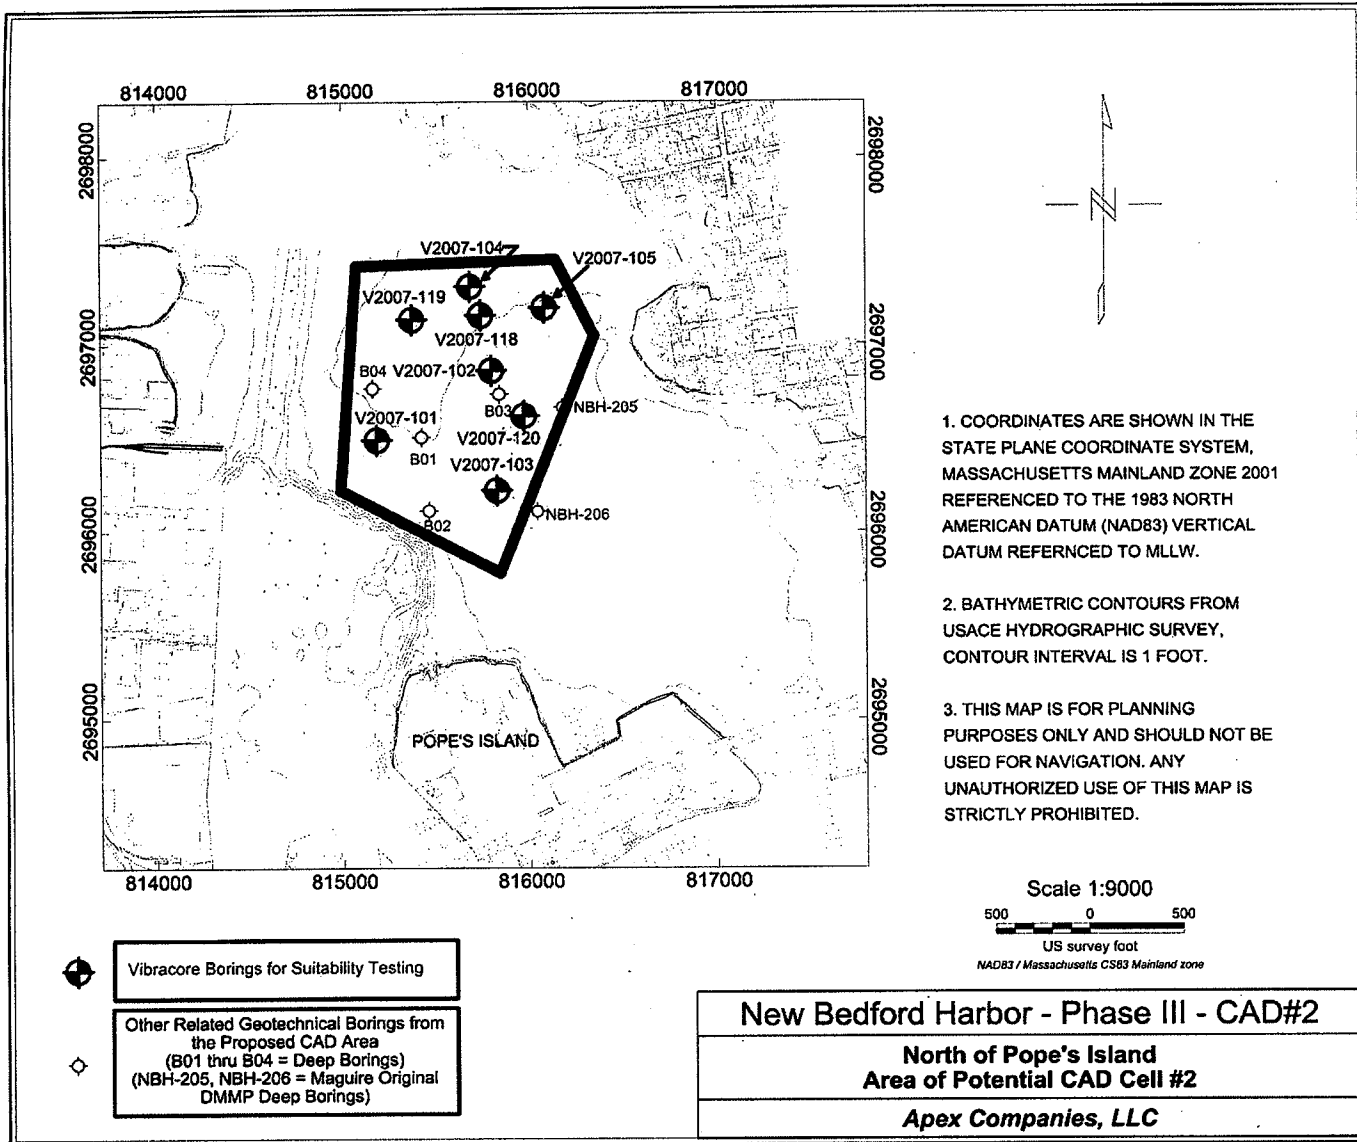 814000
815000
816000
817000
2698000
2698000
V2007-104
V2007-105
V2007-119
V2007-118
2697000
2697000
B04
V2007-102
B03
NBH-205
V2007-101
V2007-120
B01
V2007-103
B02
NBH-206
2696000
2696000
2695000
2695000
POPE'S ISLAND
814000
815000
816000
817000
N
1. COORDINATES ARE SHOWN IN THE
STATE PLANE COORDINATE SYSTEM,
MASSACHUSETTS MAINLAND ZONE 2001
REFERENCED TO THE 1983 NORTH
AMERICAN DATUM (NAD83) VERTICAL
DATUM REFERNCED TO MLLW.
2. BATHYMETRIC CONTOURS FROM
USACE HYDROGRAPHIC SURVEY,
CONTOUR INTERVAL IS 1 FOOT.
3. THIS MAP IS FOR PLANNING
PURPOSES ONLY AND SHOULD NOT BE
USED FOR NAVIGATION. ANY
UNAUTHORIZED USE OF THIS MAP IS
STRICTLY PROHIBITED.
Scale 1:9000
500 0 500
US survey foot
NAD83 / Massachusetts CS83 Mainland zone
Vibracore Borings for Suitability Testing
Other Related Geotechnical Borings from
the Proposed CAD Area
(B01 thru B04 = Deep Borings)
(NBH-205, NBH-206 = Maguire Original
DMMP Deep Borings)
New Bedford Harbor - Phase III - CAD#2
North of Pope's Island
Area of Potential CAD Cell #2
Apex Companies, LLC